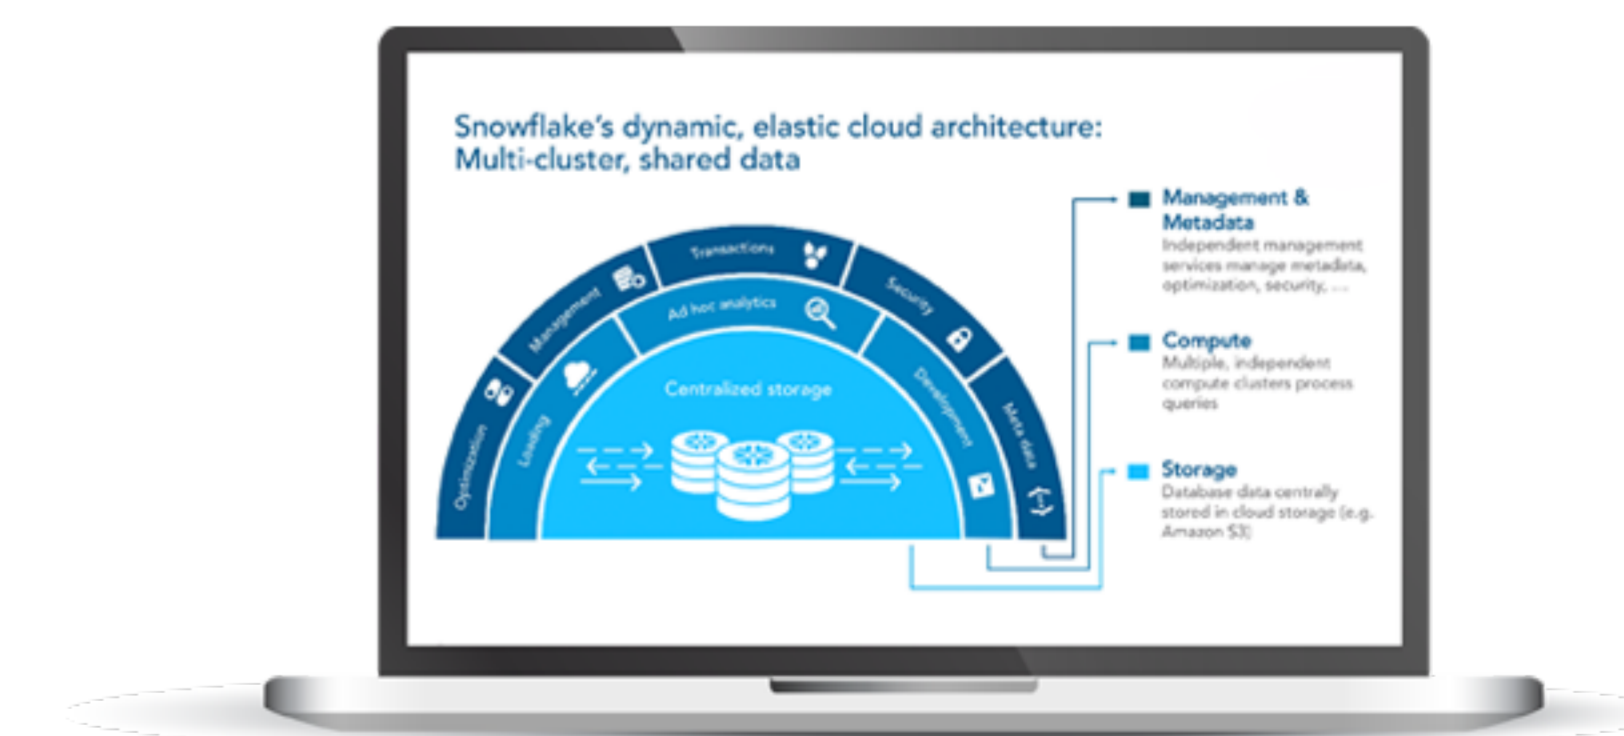 Snowflake's dynamic, elastic cloud architecture:
Multi-cluster, shared data
Optimization
Management
Transactions
Security
Meta data
Loading
Ad hoc analytics
Development
Centralized storage
Management &
Metadata
Independent management
services manage metadata,
optimization, security, ...
Compute
Multiple, independent
compute clusters process
queries
Storage
Database data centrally
stored in cloud storage (e.g.
Amazon S3)